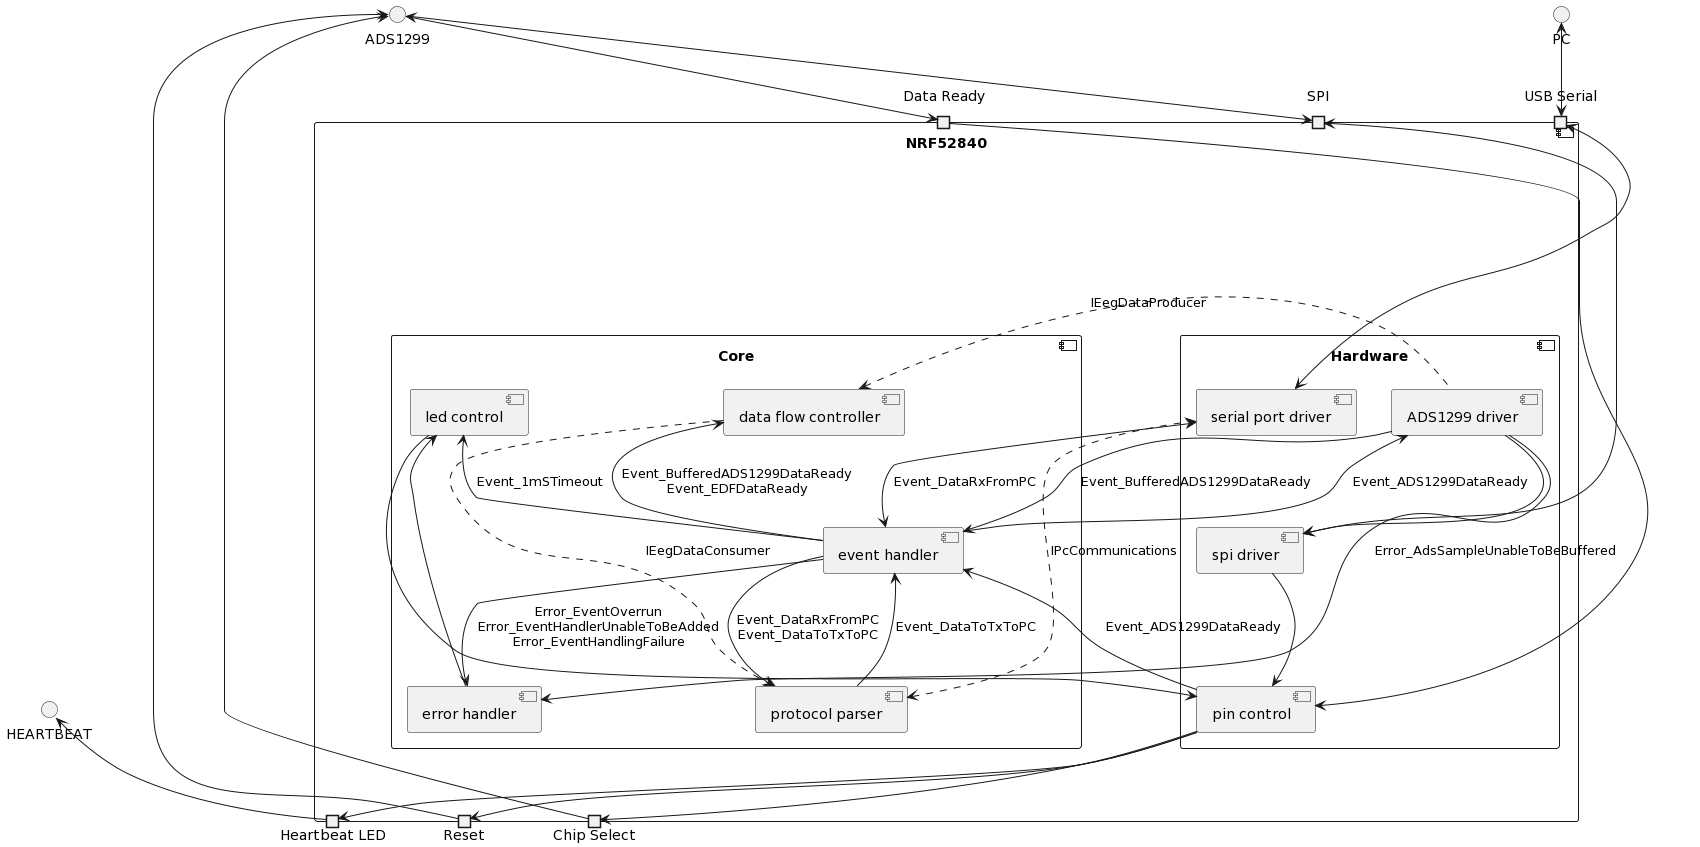 ADS1299
PC
Data Ready
SPI
USB Serial
NRF52840
IEegDataProducer
Core
Hardware
led control
data flow controller
serial port driver
ADS1299 driver
Event_1mSTimeout
Event_BufferedADS1299DataReady
Event_EDFDataReady
Event_DataRxFromPC
Event_BufferedADS1299DataReady
Event_ADS1299DataReady
IEegDataConsumer
event handler
IPcCommunications
spi driver
Error_AdsSampleUnableToBeBuffered
Error_EventOverrun
Error_EventHandlerUnableToBeAdded
Error_EventHandlingFailure
Event_DataRxFromPC
Event_DataToTxToPC
Event_DataToTxToPC
Event_ADS1299DataReady
error handler
protocol parser
pin control
HEARTBEAT
Heartbeat LED
Reset
Chip Select